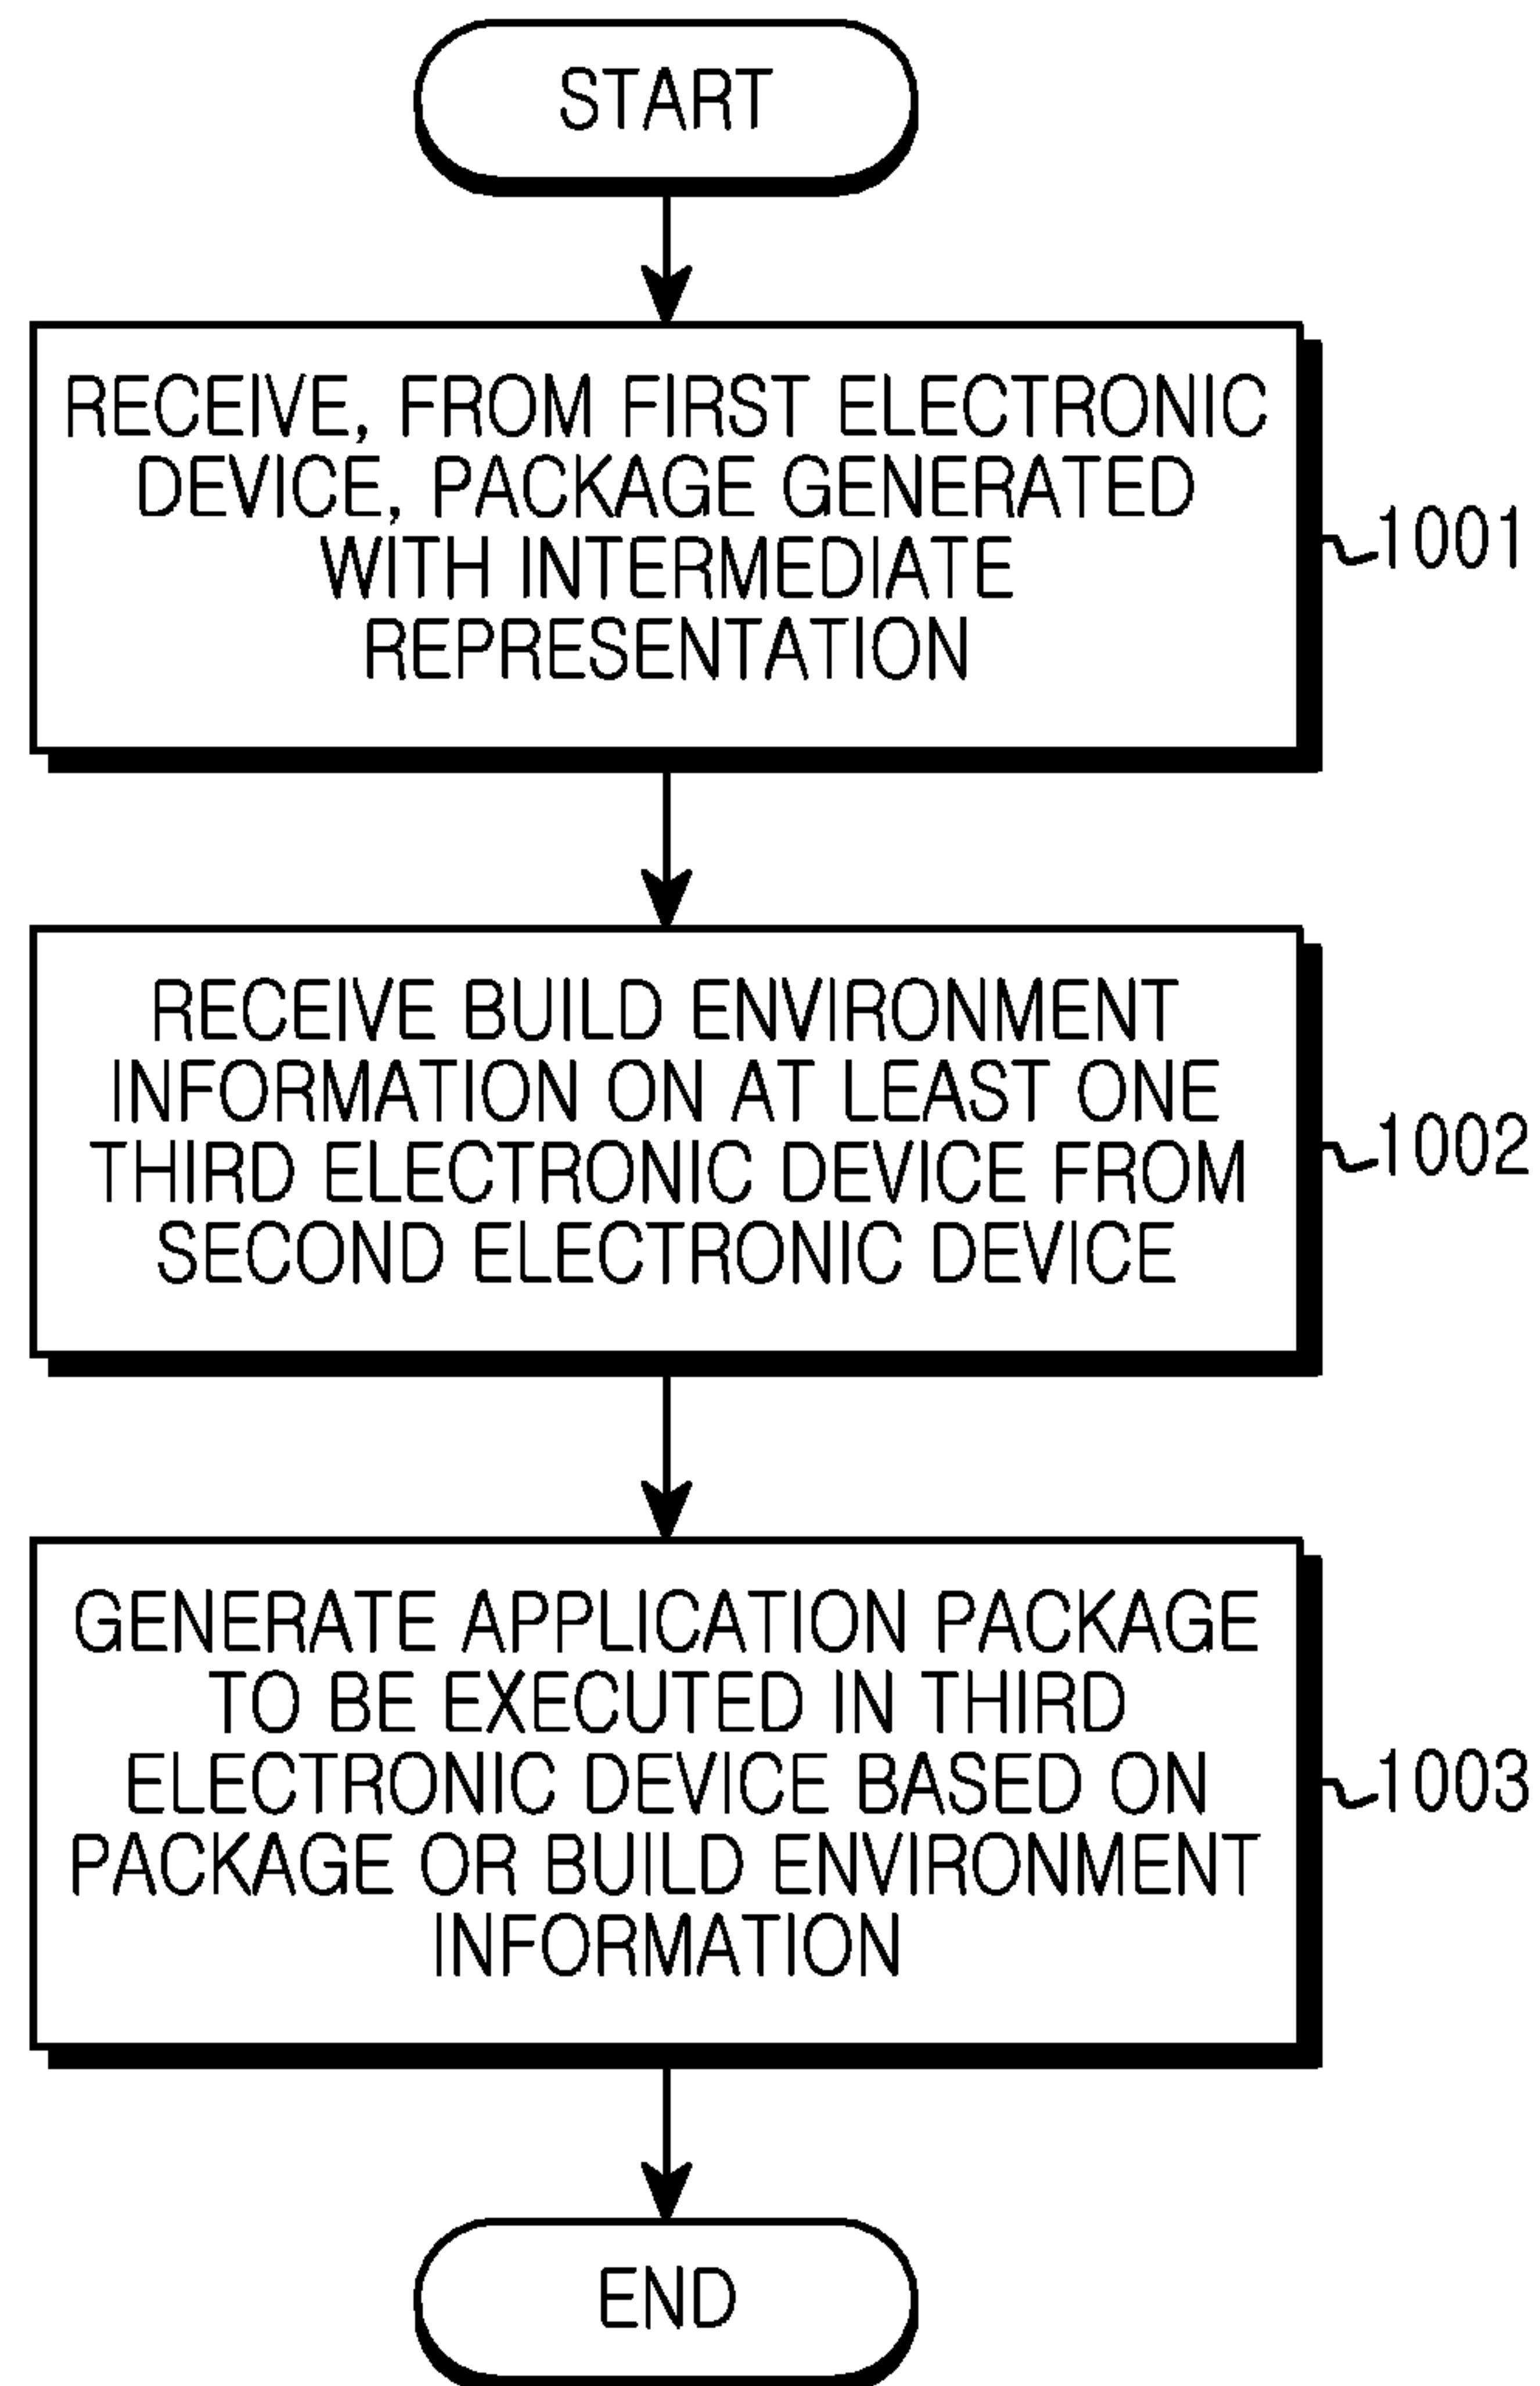 START
RECEIVE, FROM FIRST ELECTRONIC
DEVICE, PACKAGE GENERATED
WITH INTERMEDIATE
REPRESENTATION
1001
RECEIVE BUILD ENVIRONMENT
INFORMATION ON AT LEAST ONE
THIRD ELECTRONIC DEVICE FROM
SECOND ELECTRONIC DEVICE
1002
GENERATE APPLICATION PACKAGE
TO BE EXECUTED IN THIRD
ELECTRONIC DEVICE BASED ON
PACKAGE OR BUILD ENVIRONMENT
INFORMATION
1003
END